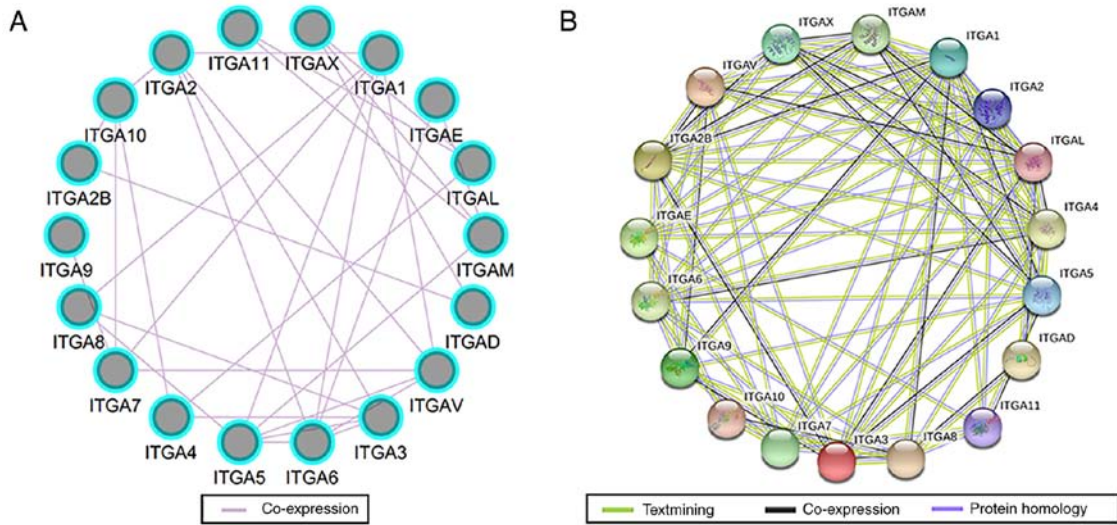 A
ITGA11
ITGAX
ITGA2
ITGA1
ITGA10
ITGAE
ITGA2B
ITGAL
ITGA9
ITGAM
ITGA8
ITGAD
ITGA7
ITGAV
ITGA4
ITGA3
ITGA5
ITGA6
Co-expression
B
ITGAX
ITGAM
ITGA1
ITGAV
ITGA2
ITGA2B
ITGAL
ITGAE
ITGA4
ITGA6
ITGA5
ITGA9
ITGAD
ITGA10
ITGA11
ITGA7
ITGA3
ITGA8
Textmining
Co-expression
Protein homology